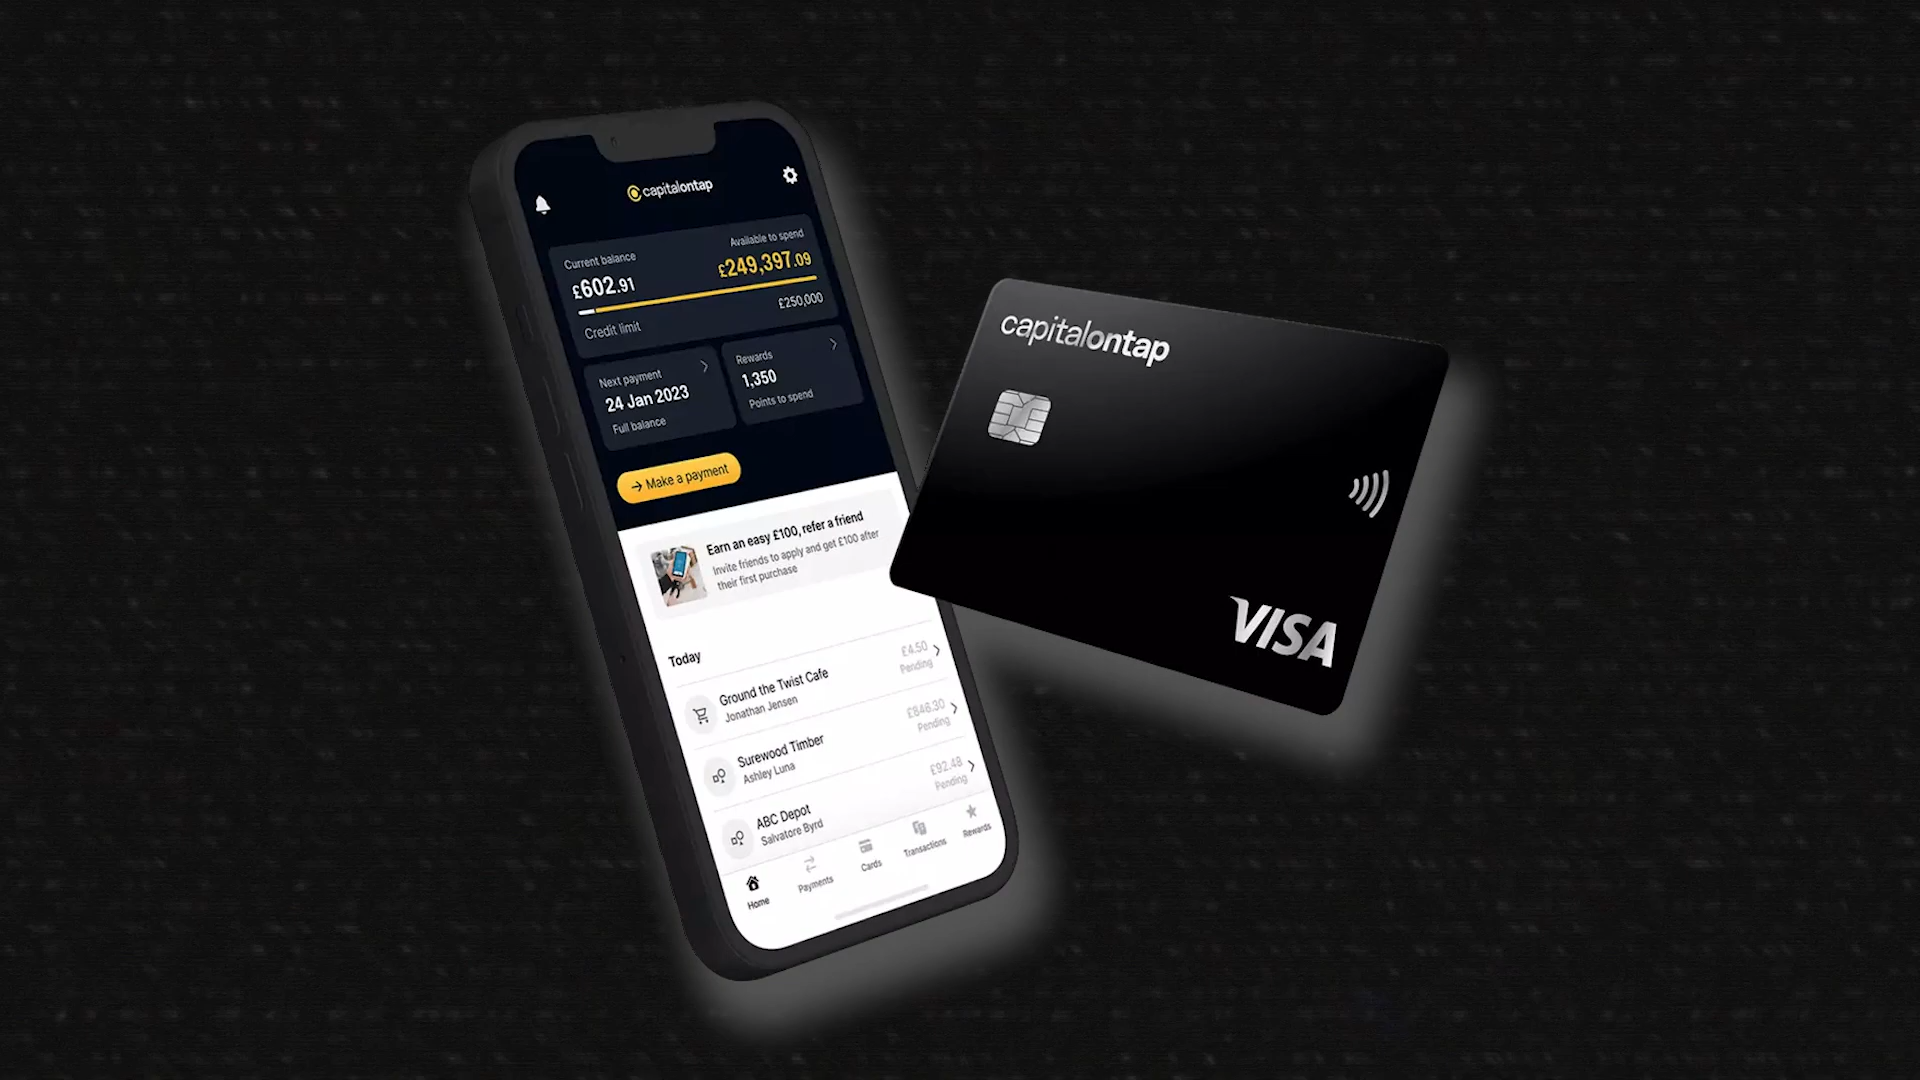 capitalontap
Current balance
£602.91
Available to spend
£249,397.09
Credit limit
£250,000
Next payment
24 Jan 2023
Full balance
Rewards
1,350
Points to spend
→ Make a payment
Earn an easy £100, refer a friend
Invite friends to apply and get £100 after
their first purchase
Today
Ground the Twist Cafe
Jonathan Jensen
£4.50
Pending
Surewood Timber
Ashley Luna
£846.30
Pending
ABC Depot
Salvatore Byrd
£92.48
Pending
Home
Payments
Cards
Transactions
Rewards
capitalontap
VISA